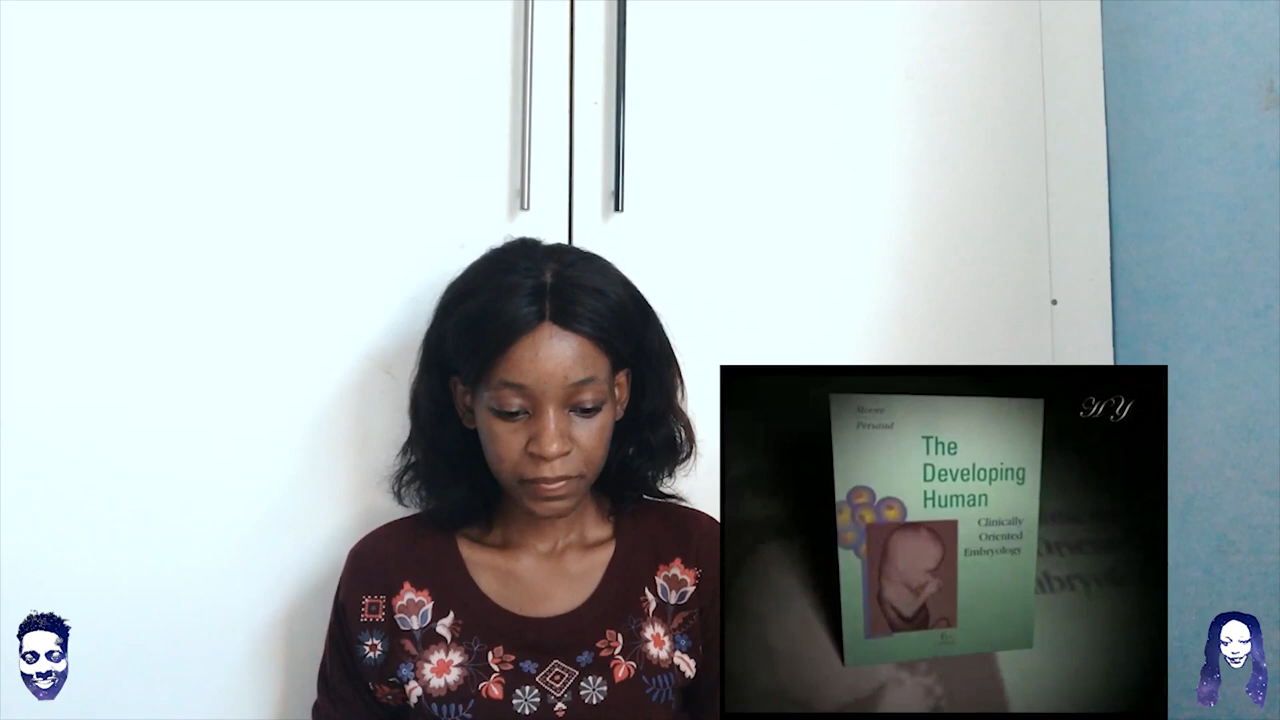 HY
Moore
Persaud
The
Developing
Human
Clinically
Oriented
Embryology